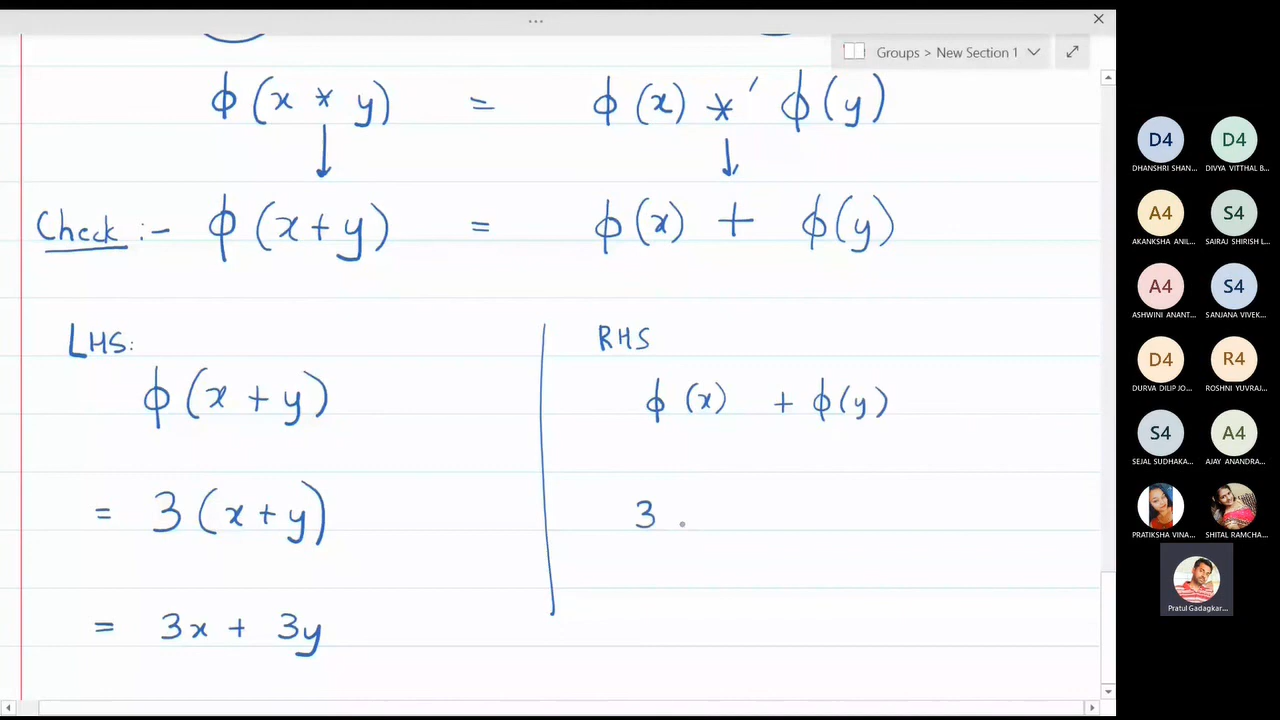 ...
Groups > New Section 1
ϕ(x * y) = ϕ(x) *′ ϕ(y)
↓ ↓
Check :- ϕ(x+y) = ϕ(x) + ϕ(y)
LHS:
ϕ(x + y)
= 3(x+y)
= 3x + 3y
RHS
ϕ(x) + ϕ(y)
3
D4 D4
DHANSHRI SHAN... DIVYA VITTHAL B...
A4 S4
AKANKSHA ANIL... SAIRAJ SHIRISH L...
A4 S4
ASHWINI ANANT... SANJANA VIVEK...
D4 R4
DURVA DILIP JO... ROSHNI YUVRAJ...
S4 A4
SEJAL SUDHAKA... AJAY ANANDRA...
PRATIKSHA VINA... SHITAL RAMCHA...
Pratul Gadagkar...